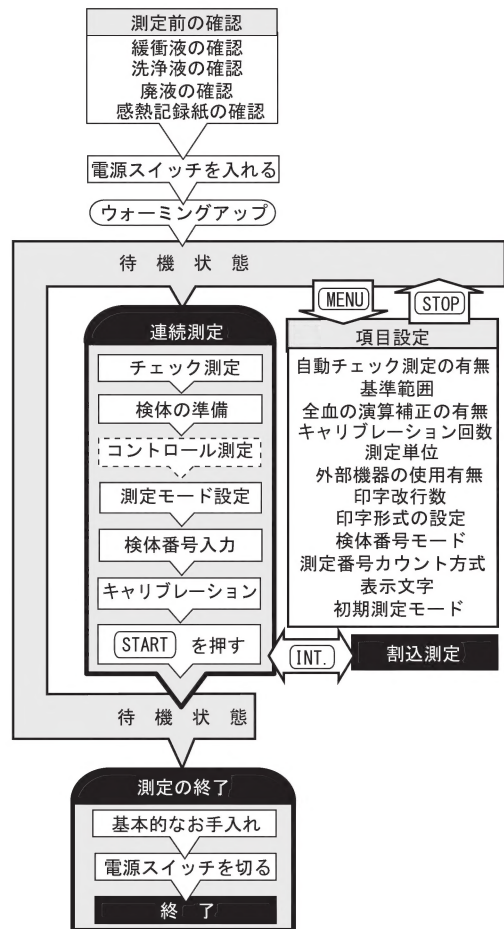 測定前の確認
緩衝液の確認
洗浄液の確認
廃液の確認
感熱記録紙の確認
電源スイッチを入れる
ウォーミングアップ
待 機 状 態
MENU
STOP
連続測定
チェック測定
検体の準備
コントロール測定
測定モード設定
検体番号入力
キャリブレーション
START を押す
項目設定
自動チェック測定の有無
基準範囲
全血の演算補正の有無
キャリブレーション回数
測定単位
外部機器の使用有無
印字改行数
印字形式の設定
検体番号モード
測定番号カウント方式
表示文字
初期測定モード
INT.
割込測定
待 機 状 態
測定の終了
基本的なお手入れ
電源スイッチを切る
終 了